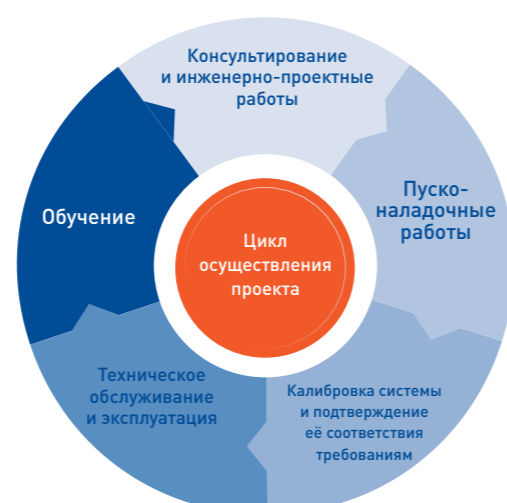 Консультирование
и инженерно-проектные
работы
Пуско-
наладочные
работы
Калибровка системы
и подтверждение
её соответствия
требованиям
Техническое
обслуживание
и эксплуатация
Обучение
Цикл
осуществления
проекта